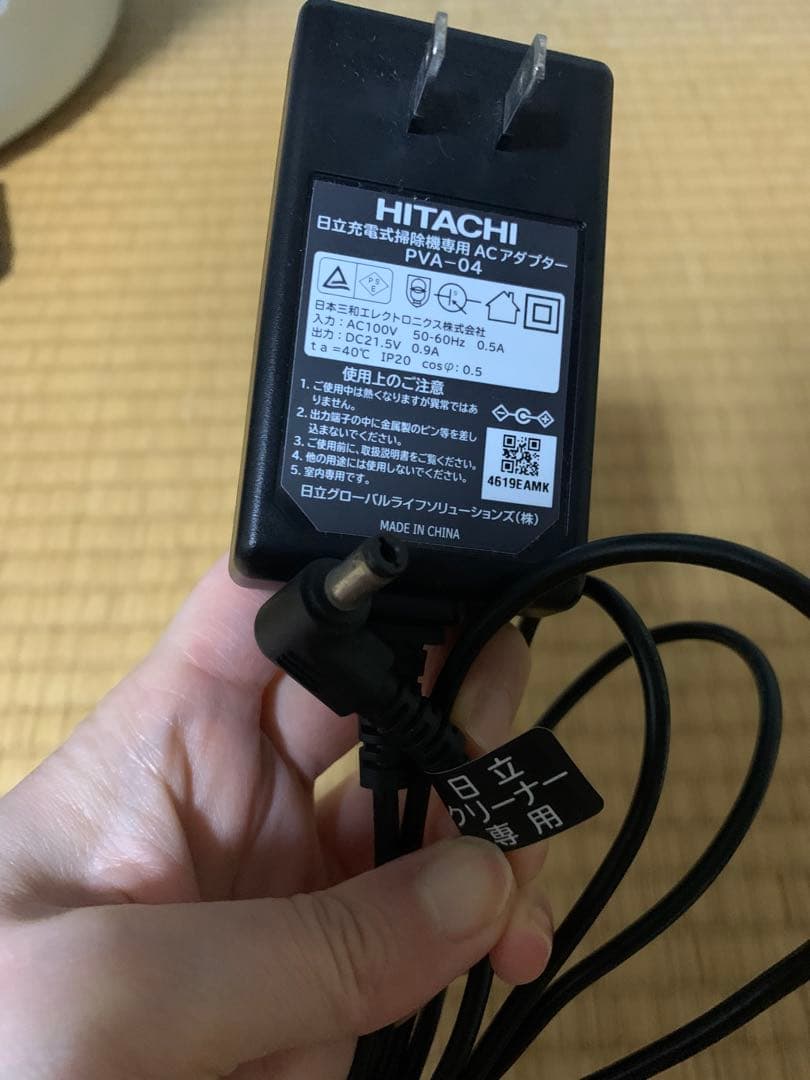 HITACHI
日立充電式掃除機専用 ACアダプター
PVA-04
P S
E
日本三和エレクトロニクス株式会社
入力:AC100V 50-60Hz 0.5A
出力:DC21.5V 0.9A
ta=40℃ IP20 cosφ:0.5
使用上のご注意
1. ご使用中は熱くなりますが異常ではあ
りません。
2. 出力端子の中に金属製のピン等を差し
込まないでください。
3. ご使用前に、取扱説明書をご覧ください。
4. 他の用途には使用しないでください。
5. 室内専用です。
4619EAMK
日立グローバルライフソリューションズ(株)
MADE IN CHINA
日立
クリーナー
専用